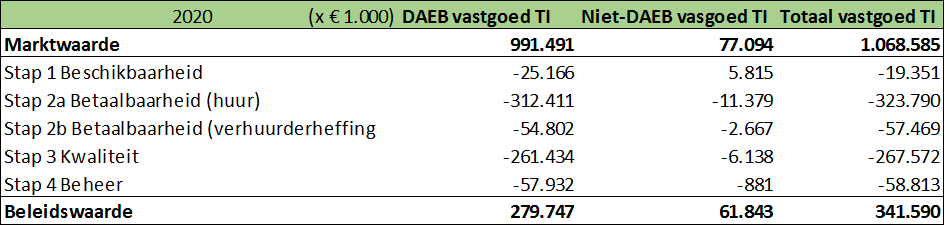 2020 (x € 1.000) DAEB vastgoed TI Niet-DAEB vasgoed TI Totaal vastgoed TI
Marktwaarde 991.491 77.094 1.068.585
Stap 1 Beschikbaarheid -25.166 5.815 -19.351
Stap 2a Betaalbaarheid (huur) -312.411 -11.379 -323.790
Stap 2b Betaalbaarheid (verhuurderheffing -54.802 -2.667 -57.469
Stap 3 Kwaliteit -261.434 -6.138 -267.572
Stap 4 Beheer -57.932 -881 -58.813
Beleidswaarde 279.747 61.843 341.590